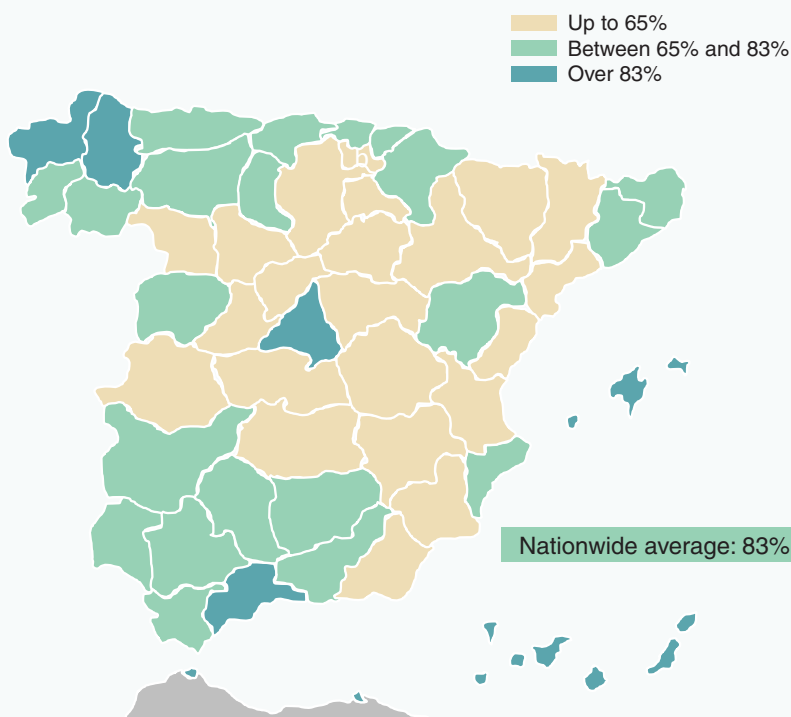 Up to 65%
Between 65% and 83%
Over 83%
Nationwide average: 83%